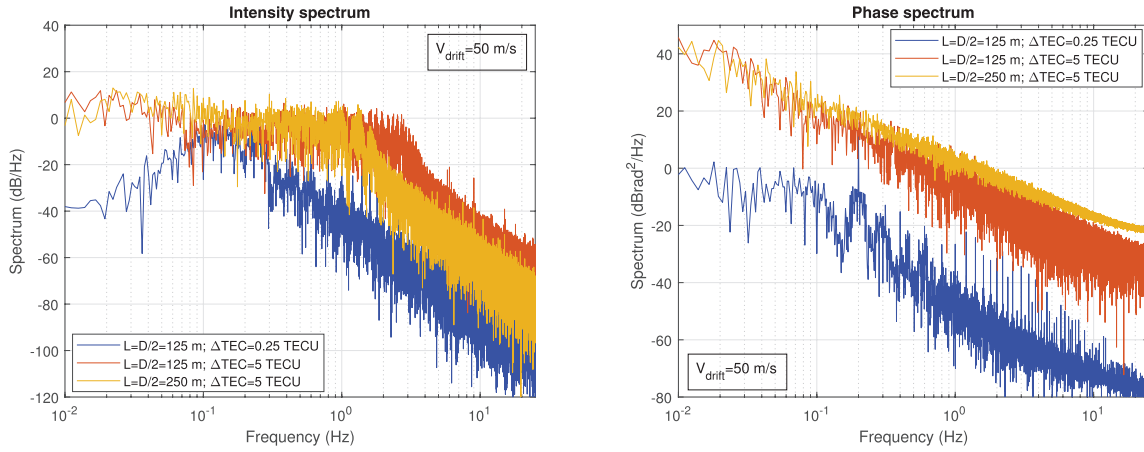 Intensity spectrum
V_drift=50 m/s
Spectrum (dB/Hz)
40
20
0
-20
-40
-60
-80
-100
-120
L=D/2=125 m; ΔTEC=0.25 TECU
L=D/2=125 m; ΔTEC=5 TECU
L=D/2=250 m; ΔTEC=5 TECU
10^-2
10^-1
10^0
10^1
Frequency (Hz)
Phase spectrum
L=D/2=125 m; ΔTEC=0.25 TECU
L=D/2=125 m; ΔTEC=5 TECU
L=D/2=250 m; ΔTEC=5 TECU
Spectrum (dBrad^2/Hz)
40
20
0
-20
-40
-60
-80
V_drift=50 m/s
10^-2
10^-1
10^0
10^1
Frequency (Hz)